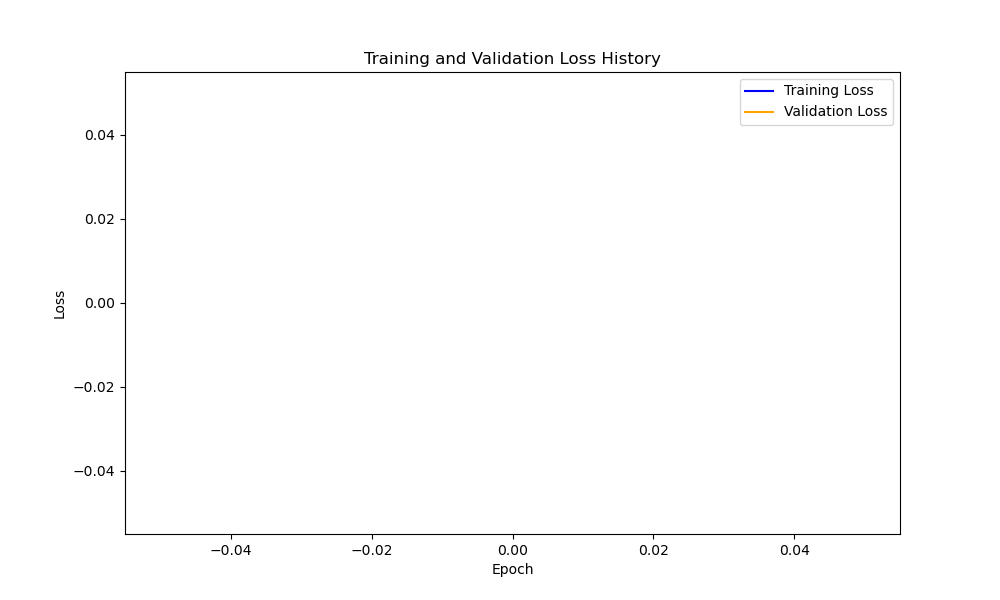 Training and Validation Loss History
Training Loss
Validation Loss
0.04
0.02
0.00
−0.02
−0.04
Loss
−0.04
−0.02
0.00
0.02
0.04
Epoch